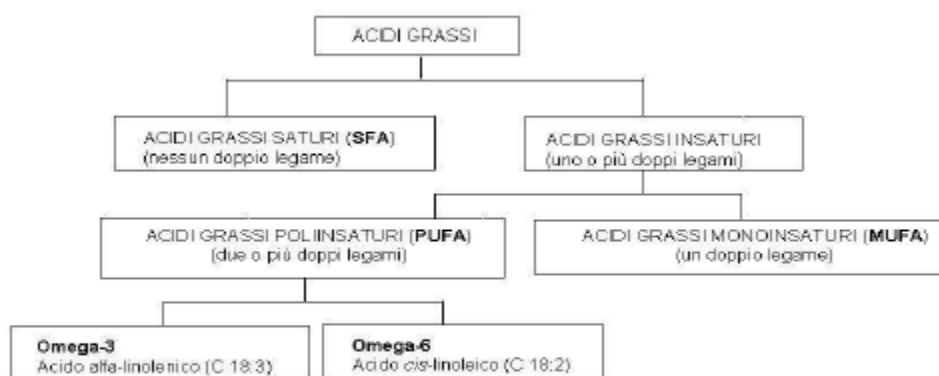 ACIDI GRASSI
ACIDI GRASSI SATURI (SFA)
(nessun doppio legame)
ACIDI GRASSI INSATURI
(uno o più doppi legami)
ACIDI GRASSI POLIINSATURI (PUFA)
(due o più doppi legami)
ACIDI GRASSI MONOINSATURI (MUFA)
(un doppio legame)
Omega-3
Acido alfa-linolenico (C 18:3)
Omega-6
Acido cis-linoleico (C 18:2)